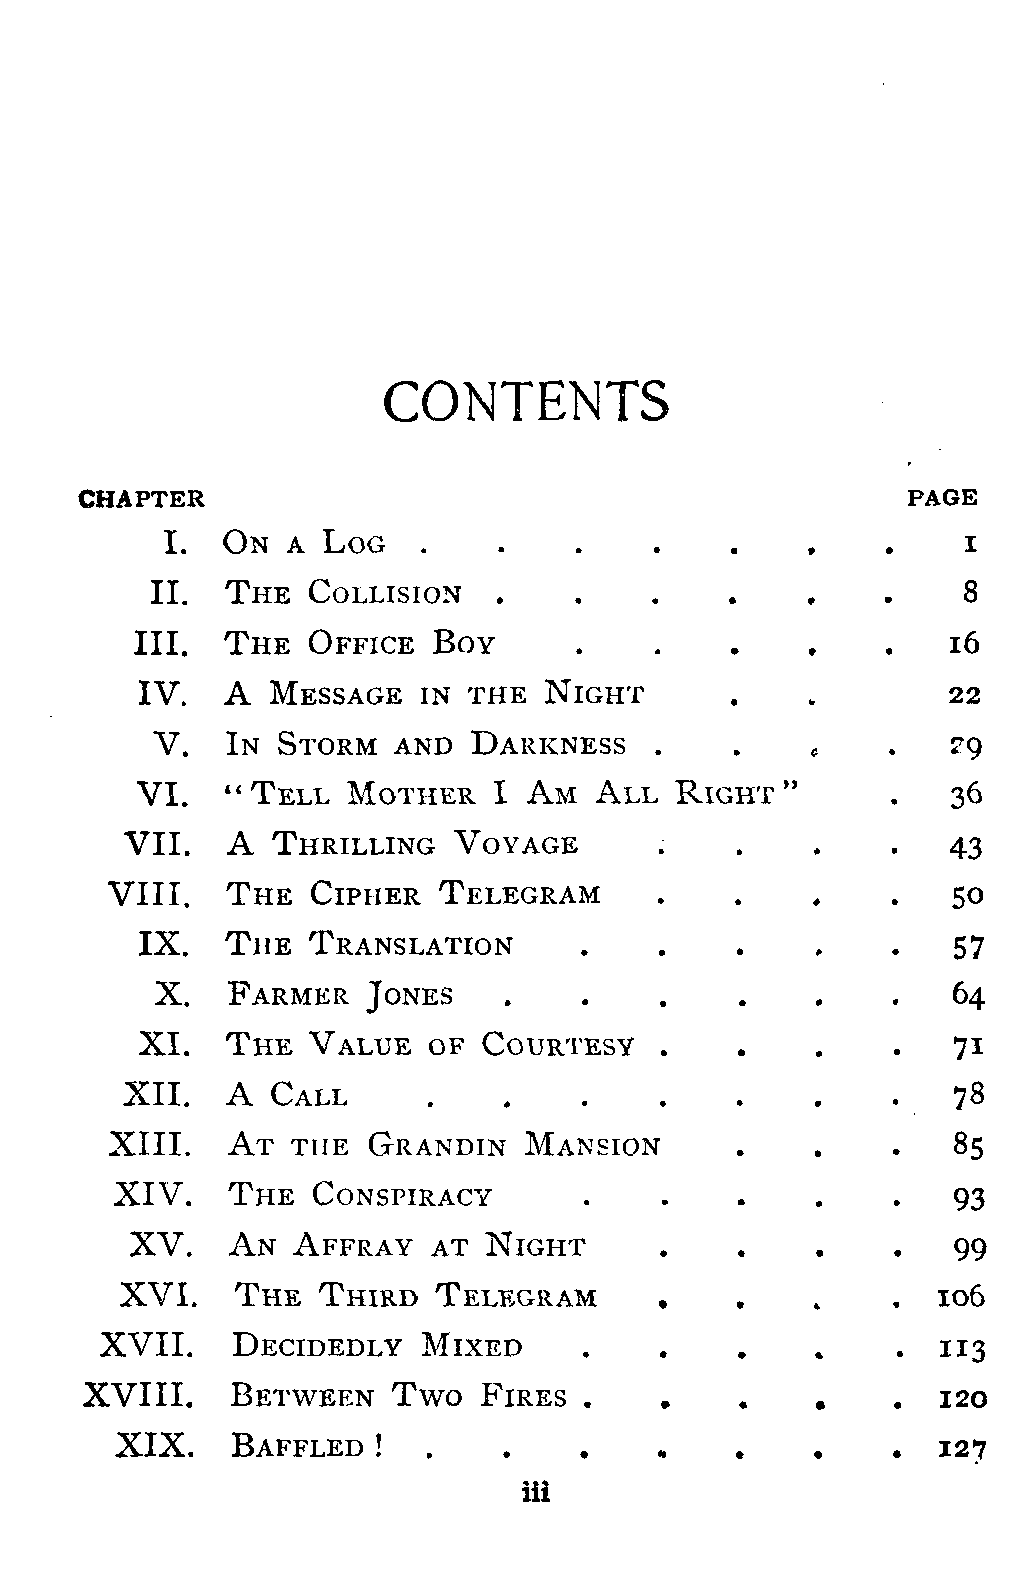 CONTENTS
CHAPTER PAGE
I. On a Log . . . . . . . 1
II. The Collision . . . . . . 8
III. The Office Boy . . . . . 16
IV. A Message in the Night . . 22
V. In Storm and Darkness . . . . 29
VI. "Tell Mother I Am All Right" . 36
VII. A Thrilling Voyage . . . . 43
VIII. The Cipher Telegram . . . . 50
IX. The Translation . . . . . 57
X. Farmer Jones . . . . . . 64
XI. The Value of Courtesy . . . . 71
XII. A Call . . . . . . . 78
XIII. At the Grandin Mansion . . . 85
XIV. The Conspiracy . . . . . 93
XV. An Affray at Night . . . . 99
XVI. The Third Telegram . . . . 106
XVII. Decidedly Mixed . . . . . 113
XVIII. Between Two Fires . . . . . 120
XIX. Baffled! . . . . . . . 127
iii